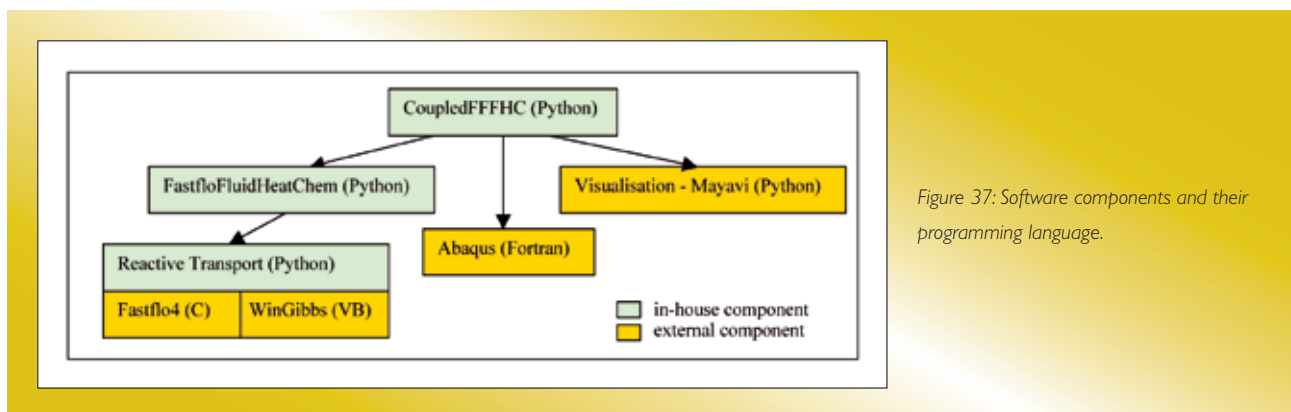 CoupledFFFHC (Python)
FastfloFluidHeatChem (Python)
Visualisation - Mayavi (Python)
Abaqus (Fortran)
Reactive Transport (Python)
Fastflo4 (C)
WinGibbs (VB)
in-house component
external component
Figure 37: Software components and their
programming language.